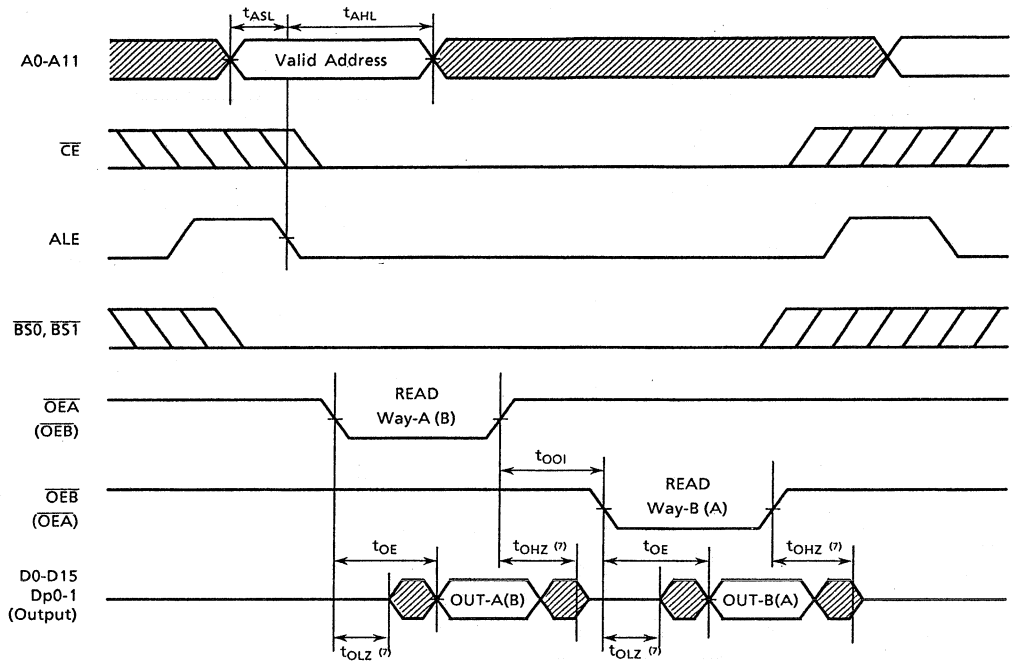 tASL
tAHL
A0-A11
Valid Address
CE
ALE
BS0, BS1
OEA
(OEB)
READ
Way-A (B)
tOOI
OEB
(OEA)
READ
Way-B (A)
tOE
tOHZ (7)
tOE
tOHZ (7)
D0-D15
Dp0-1
(Output)
OUT-A(B)
OUT-B(A)
tOLZ (7)
tOLZ (7)